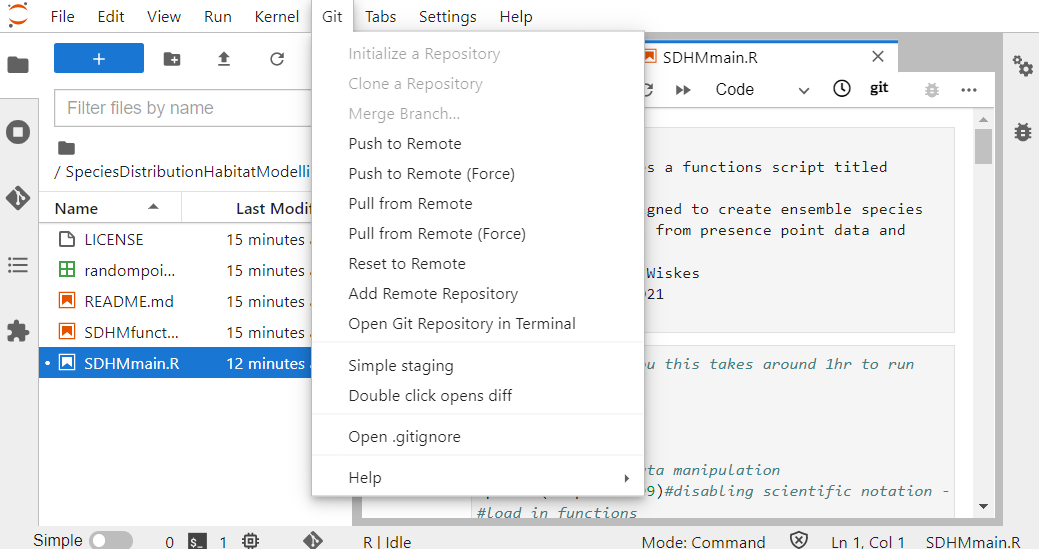 File Edit View Run Kernel Git Tabs Settings Help
SDHMmain.R
Code git
Filter files by name
/ SpeciesDistributionHabitatModelli
Name Last Modif
LICENSE 15 minutes
randompoi... 15 minutes
README.md 15 minutes
SDHMfunct... 15 minutes
SDHMmain.R 12 minutes
Initialize a Repository
Clone a Repository
Merge Branch...
Push to Remote
Push to Remote (Force)
Pull from Remote
Pull from Remote (Force)
Reset to Remote
Add Remote Repository
Open Git Repository in Terminal
Simple staging
Double click opens diff
Open .gitignore
Help
s a functions script titled
gned to create ensemble species
from presence point data and
Wiskes
21
u this takes around 1hr to run
ta manipulation
9)#disabling scientific notation -
#load in functions
Simple 0 1 R | Idle Mode: Command Ln 1, Col 1 SDHMmain.R